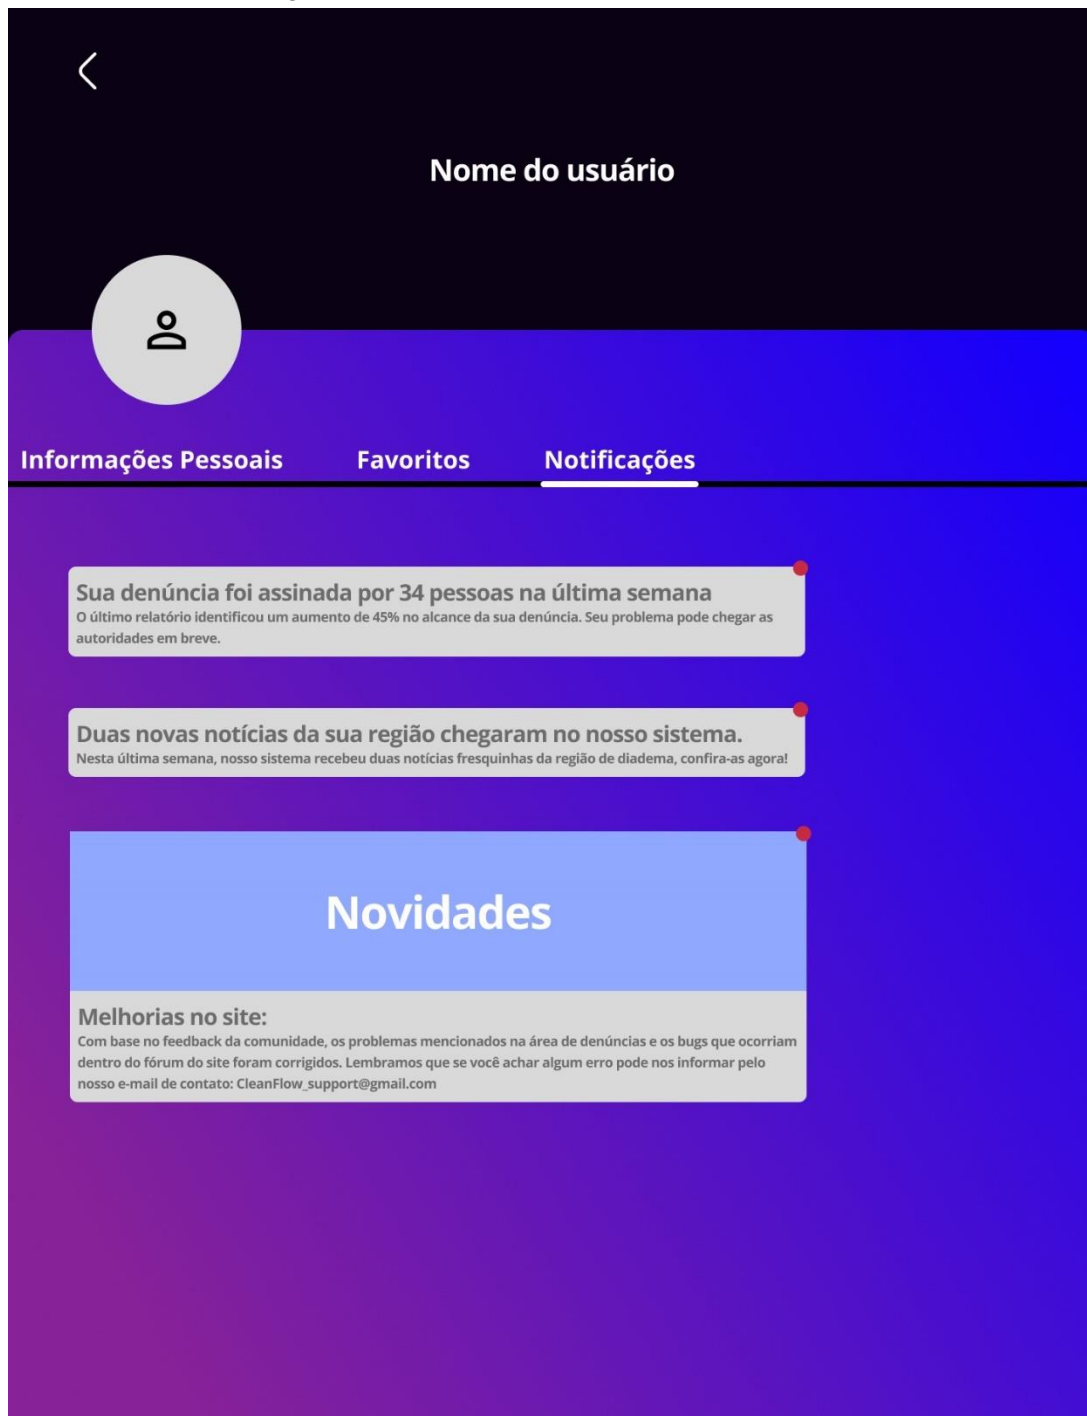 Nome do usuário
Informações Pessoais Favoritos Notificações
Sua denúncia foi assinada por 34 pessoas na última semana
O último relatório identificou um aumento de 45% no alcance da sua denúncia. Seu problema pode chegar as
autoridades em breve.
Duas novas notícias da sua região chegaram no nosso sistema.
Nesta última semana, nosso sistema recebeu duas notícias fresquinhas da região de diadema, confira-as agora!
Novidades
Melhorias no site:
Com base no feedback da comunidade, os problemas mencionados na área de denúncias e os bugs que ocorriam
dentro do fórum do site foram corrigidos. Lembramos que se você achar algum erro pode nos informar pelo
nosso e-mail de contato: CleanFlow_support@gmail.com